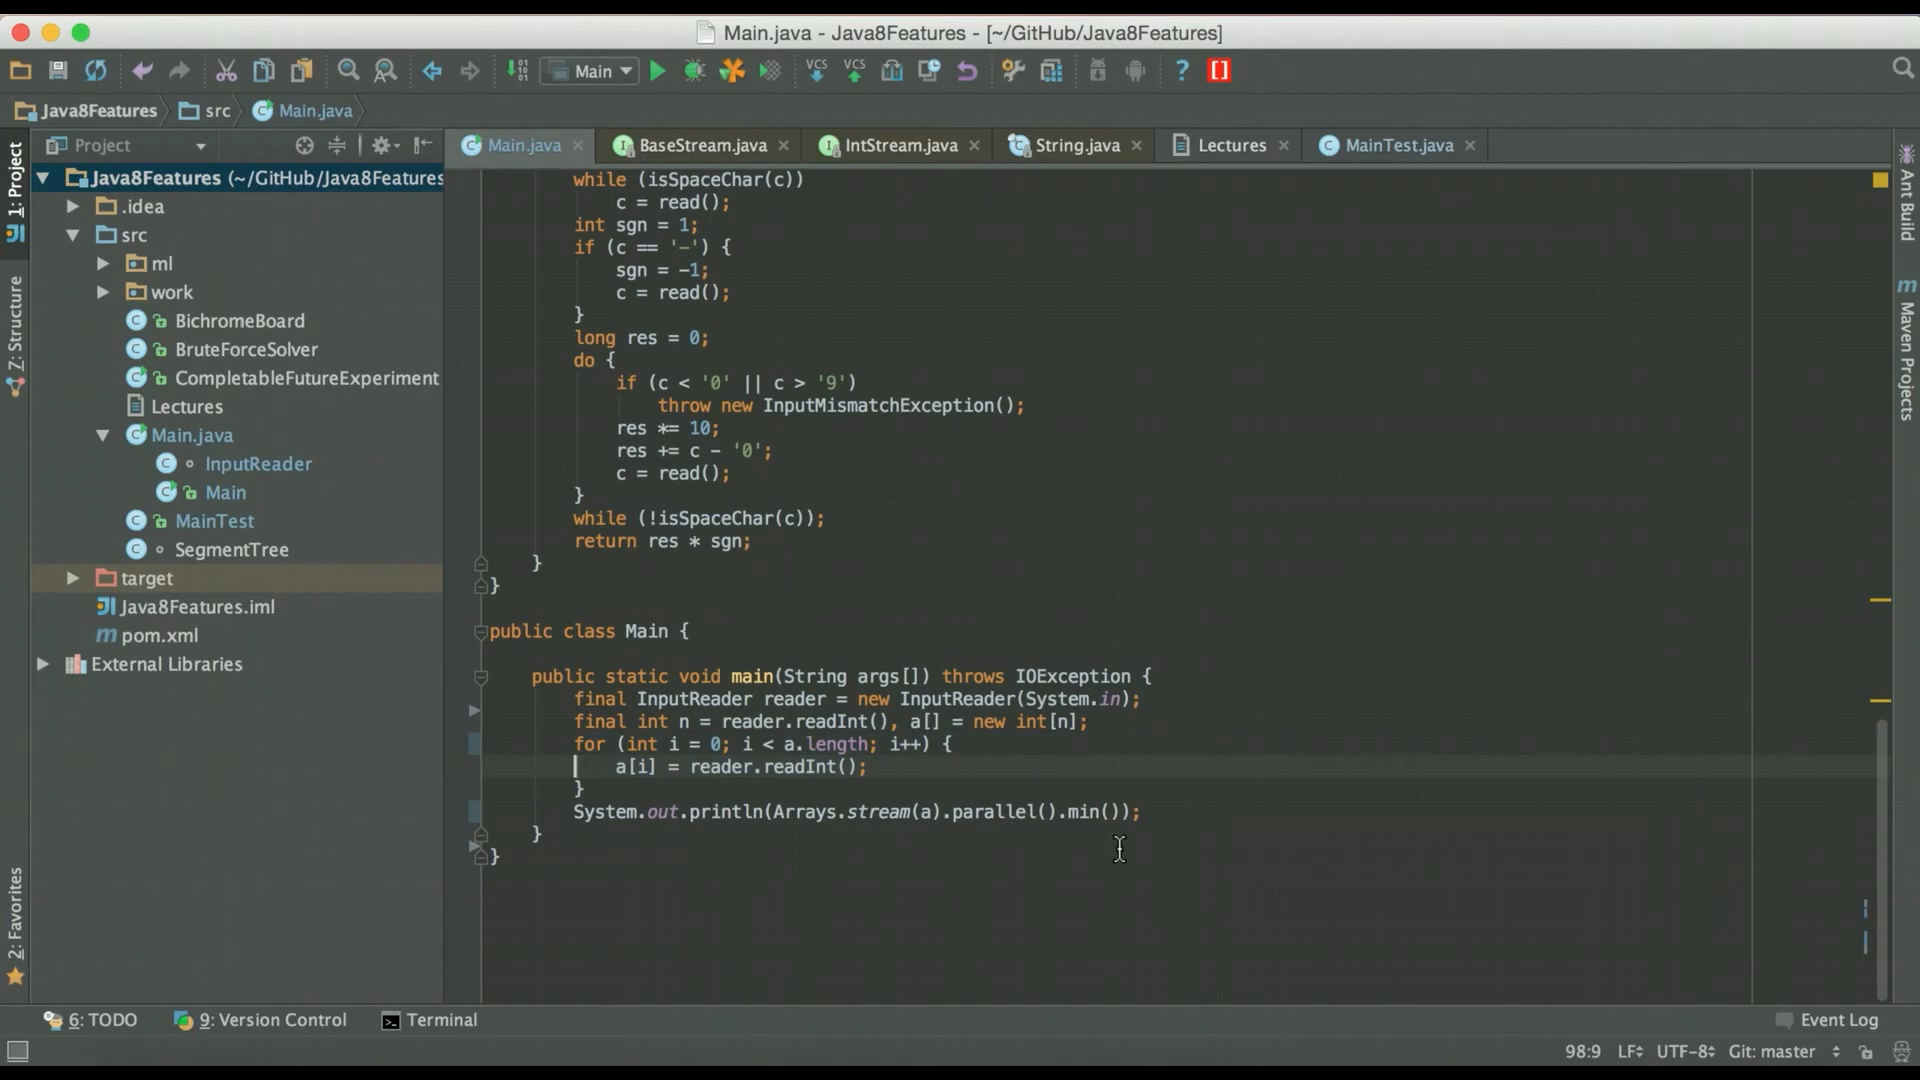 Main.java - Java8Features - [~/GitHub/Java8Features]
Main
VCS VCS ? []
Java8Features src Main.java
1: Project
7: Structure
2: Favorites
Project
Java8Features (~/GitHub/Java8Features
.idea
src
ml
work
BichromeBoard
BruteForceSolver
CompletableFutureExperiment
Lectures
Main.java
InputReader
Main
MainTest
SegmentTree
target
Java8Features.iml
pom.xml
External Libraries
Main.java BaseStream.java IntStream.java String.java Lectures MainTest.java
while (isSpaceChar(c))
c = read();
int sgn = 1;
if (c == '-') {
sgn = -1;
c = read();
}
long res = 0;
do {
if (c < '0' || c > '9')
throw new InputMismatchException();
res *= 10;
res += c - '0';
c = read();
}
while (!isSpaceChar(c));
return res * sgn;
}
}
public class Main {
public static void main(String args[]) throws IOException {
final InputReader reader = new InputReader(System.in);
final int n = reader.readInt(), a[] = new int[n];
for (int i = 0; i < a.length; i++) {
a[i] = reader.readInt();
}
System.out.println(Arrays.stream(a).parallel().min());
}
}
Ant Build
Maven Projects
6: TODO 9: Version Control Terminal Event Log
98:9 LF UTF-8 Git: master